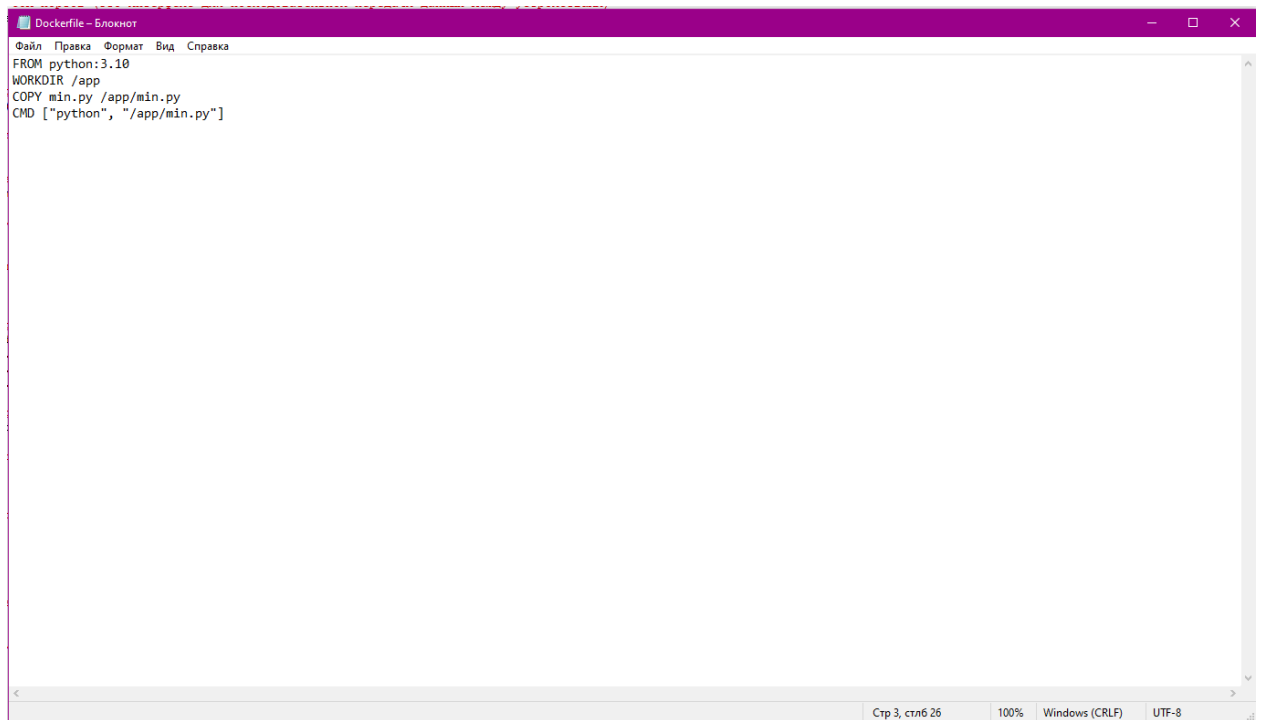 Dockerfile – Блокнот
Файл Правка Формат Вид Справка
FROM python:3.10
WORKDIR /app
COPY min.py /app/min.py
CMD ["python", "/app/min.py"]
Стр 3, стлб 26 100% Windows (CRLF) UTF-8